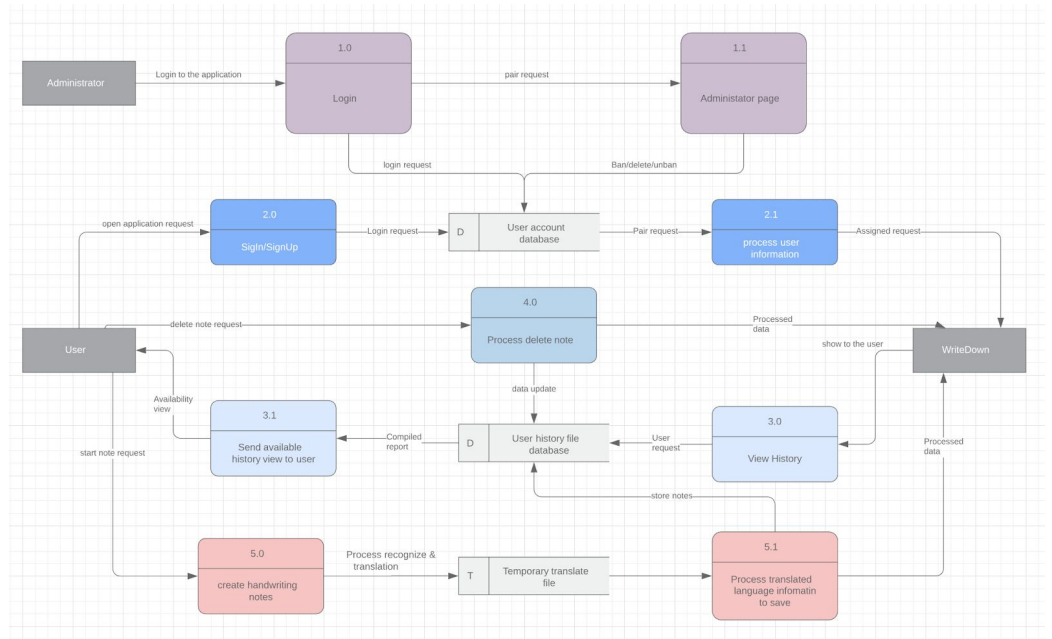 1.0
1.1
Administrator
Login to the application
pair request
Login
Administator page
login request
Ban/delete/unban
2.0
2.1
open application request
User account
database
D
Login request
Pair request
Assigned request
SigIn/SignUp
process user
information
4.0
delete note request
Processed
data
User
Process delete note
show to the user
WriteDown
data update
Availability
view
3.1
3.0
Compiled
report
D
User history file
database
User
request
Processed
data
Send available
history view to user
start note request
View History
store notes
5.0
5.1
Process recognize &
translation
T
Temporary translate
file
create handwriting
notes
Process translated
language informatin
to save